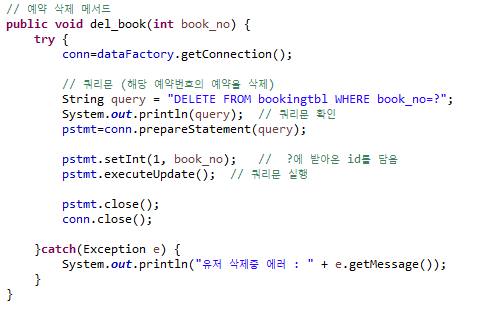 // 예약 삭제 메서드
public void del_book(int book_no) {
try {
conn=dataFactory.getConnection();
// 쿼리문 (해당 예약번호의 예약을 삭제)
String query = "DELETE FROM bookingtbl WHERE book_no=?";
System.out.println(query);  // 쿼리문 확인
pstmt=conn.prepareStatement(query);
pstmt.setInt(1, book_no);   //  ?에 받아온 id를 담음
pstmt.executeUpdate();  // 쿼리문 실행
pstmt.close();
conn.close();
}catch(Exception e) {
System.out.println("유저 삭제중 에러 : " + e.getMessage());
}
}